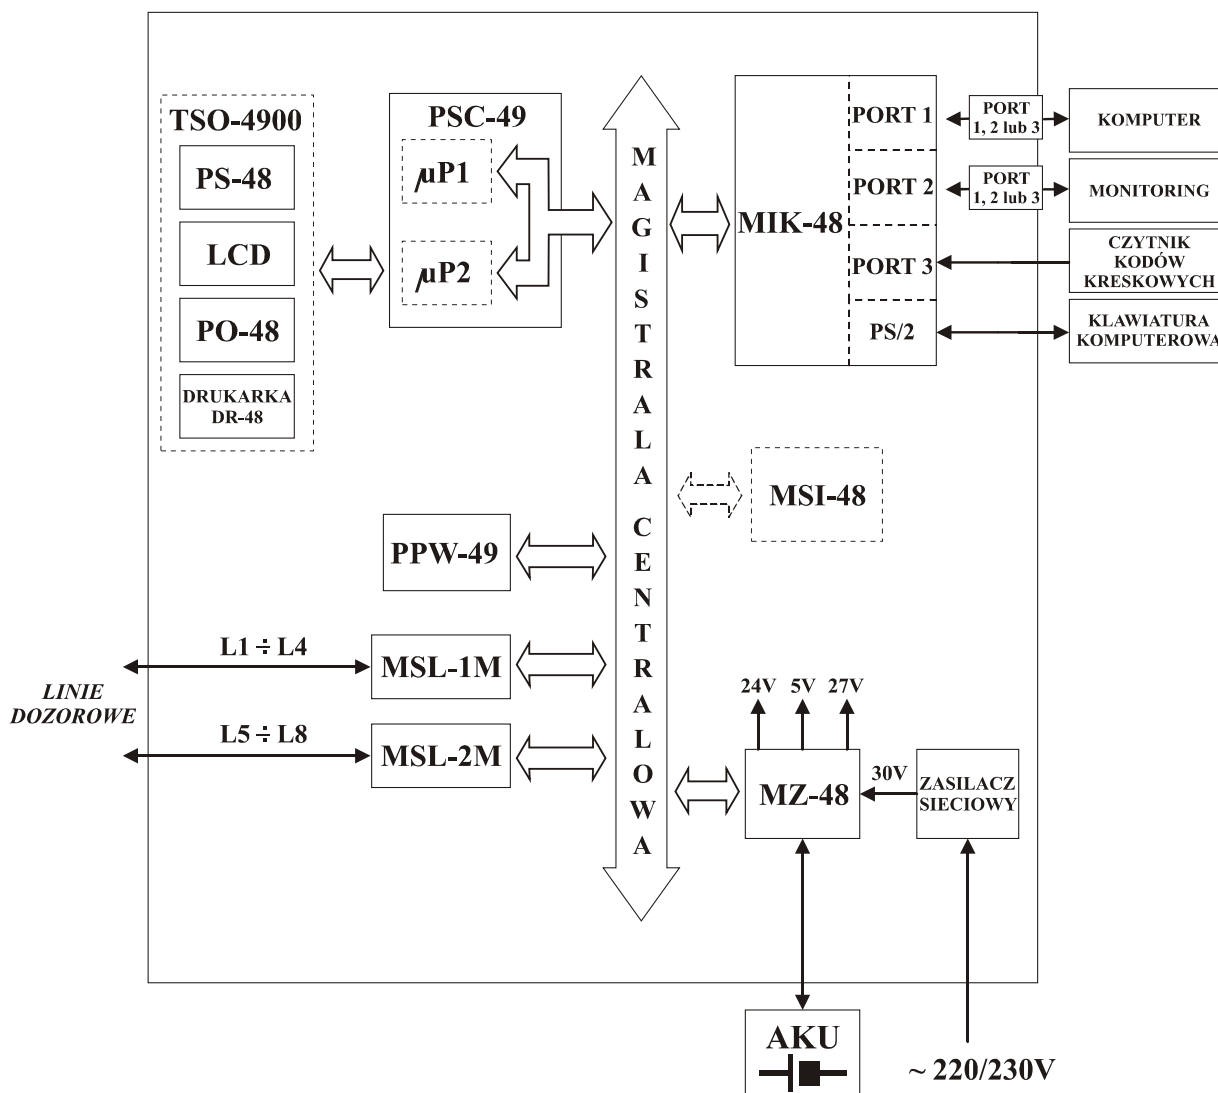 TSO-4900
PS-48
LCD
PO-48
DRUKARKA
DR-48
PSC-49
µP1
µP2
MAGISTRALA CENTRALOWA
MIK-48
PORT 1
PORT 2
PORT 3
PS/2
PORT
1, 2 lub 3
KOMPUTER
PORT
1, 2 lub 3
MONITORING
CZYTNIK
KODÓW
KRESKOWYCH
KLAWIATURA
KOMPUTEROWA
MSI-48
PPW-49
L1 ÷ L4
MSL-1M
LINIE
DOZOROWE
L5 ÷ L8
MSL-2M
24V
5V
27V
MZ-48
30V
ZASILACZ
SIECIOWY
AKU
~ 220/230V